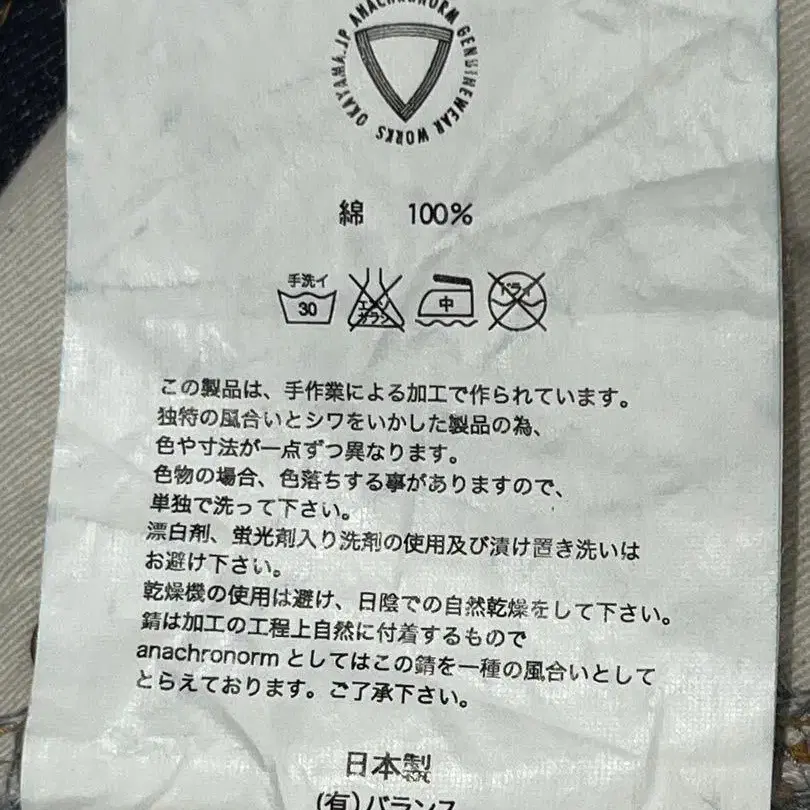 ANACHRONORM GENUINEWEAR WORKS OKAYAMA.JP
綿 100%
手洗イ
30
エンソ
カラシ
中
ドライ
この製品は、手作業による加工で作られています。
独特の風合いとシワをいかした製品の為、
色や寸法が一点ずつ異なります。
色物の場合、色落ちする事がありますので、
単独で洗って下さい。
漂白剤、蛍光剤入り洗剤の使用及び漬け置き洗いは
お避け下さい。
乾燥機の使用は避け、日陰での自然乾燥をして下さい。
錆は加工の工程上自然に付着するもので
anachronorm としてはこの錆を一種の風合いとして
とらえております。ご了承下さい。
日本製
(有)バランス